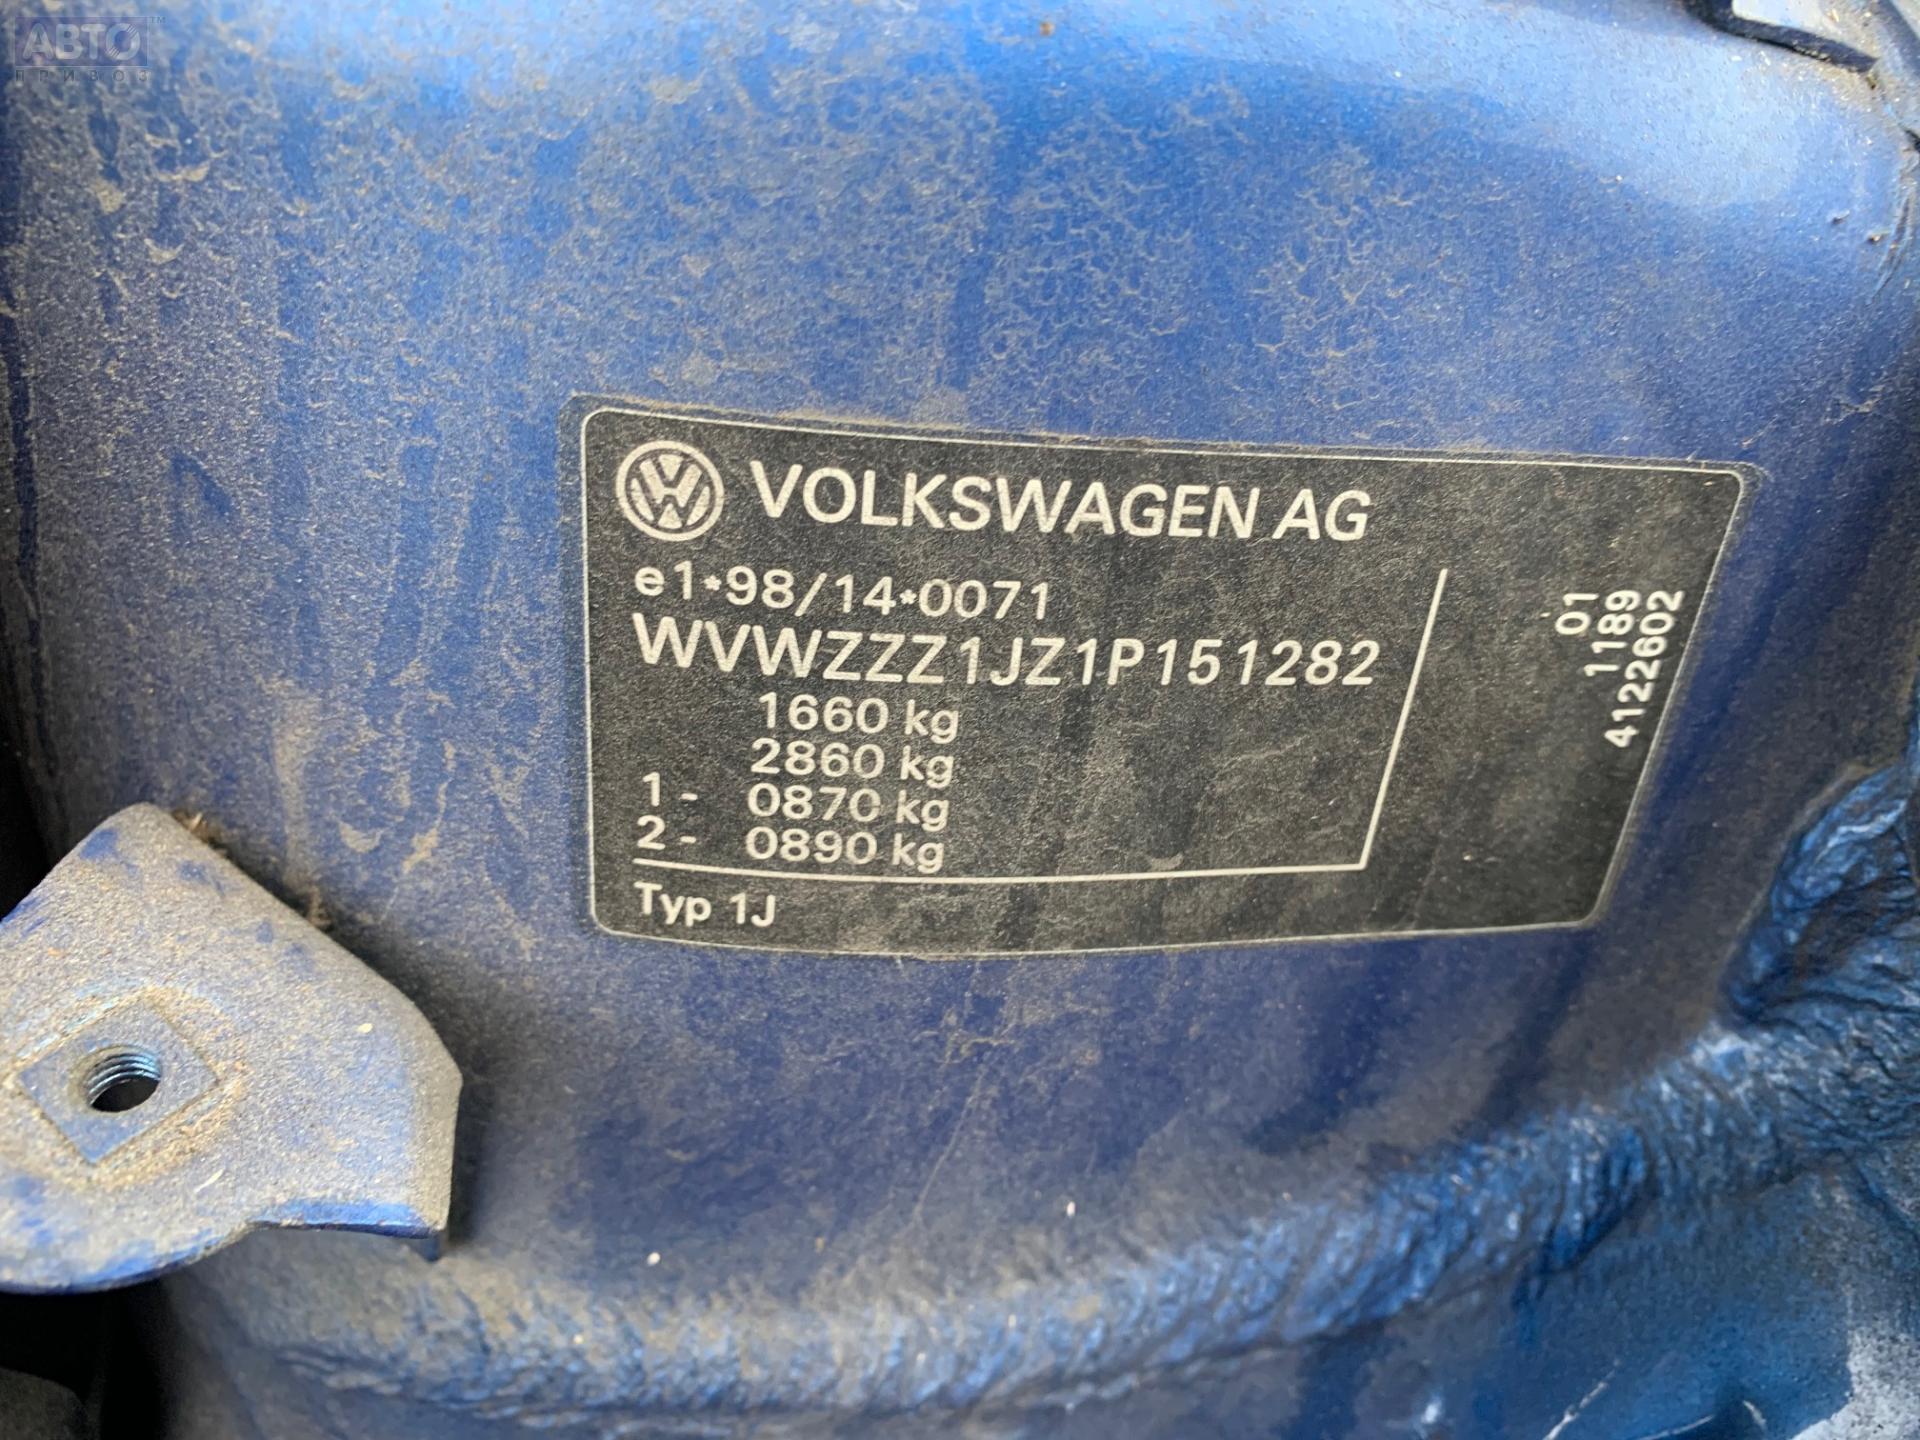 АВТО™
ПРИВОЗ
VOLKSWAGEN AG
e1*98/14*0071
WVWZZZ1JZ1P151282
1660 kg
2860 kg
1- 0870 kg
2- 0890 kg
Typ 1J
01
1189
4122602